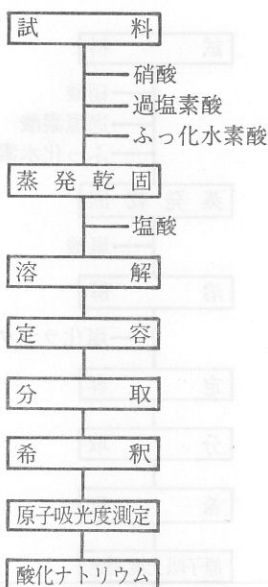 試料
硝酸
過塩素酸
ふっ化水素酸
蒸発乾固
塩酸
溶解
定容
分取
希釈
原子吸光度測定
酸化ナトリウム